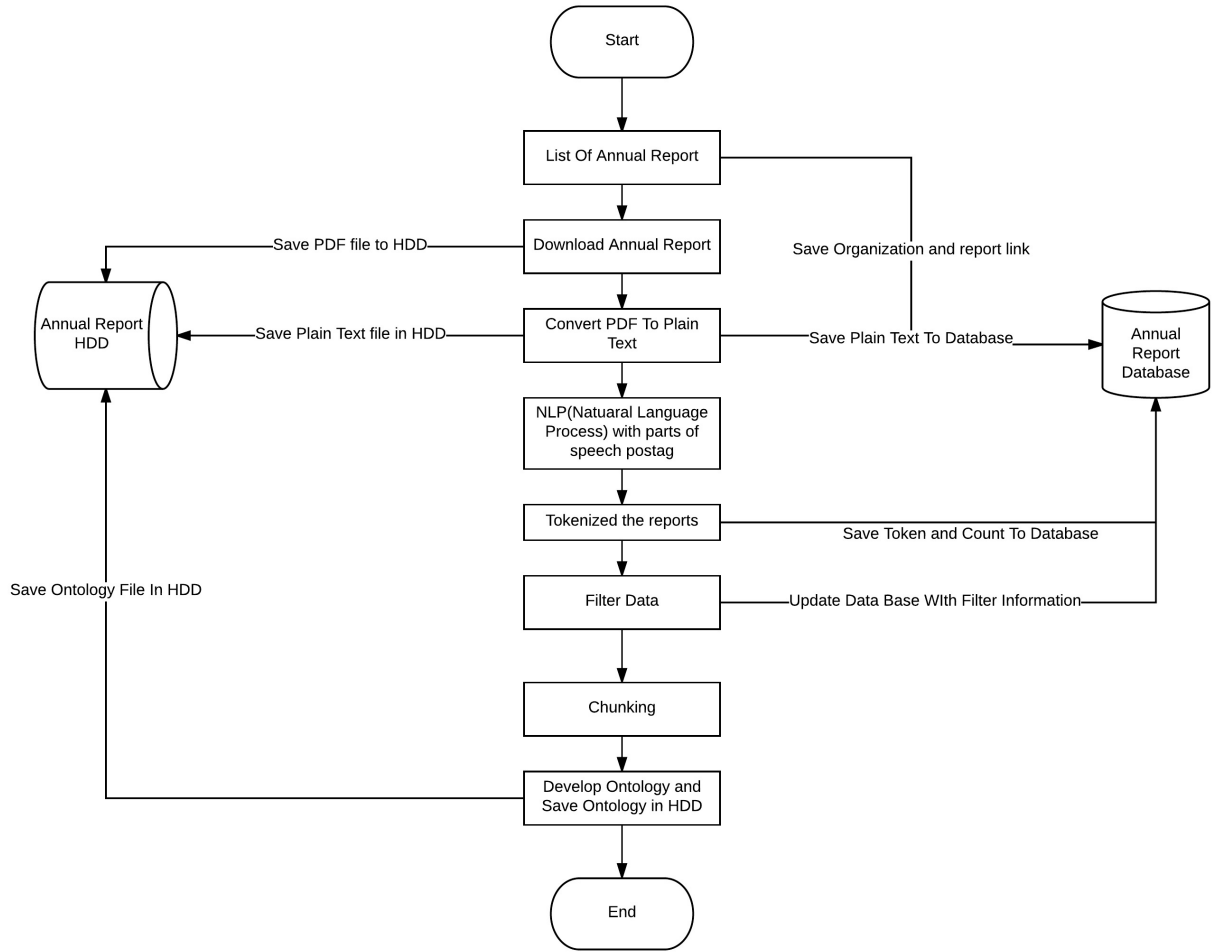 Start
List Of Annual Report
Save PDF file to HDD
Download Annual Report
Save Organization and report link
Annual Report
HDD
Save Plain Text file in HDD
Convert PDF To Plain
Text
Save Plain Text To Database
Annual
Report
Database
NLP(Natuaral Language
Process) with parts of
speech postag
Tokenized the reports
Save Token and Count To Database
Save Ontology File In HDD
Filter Data
Update Data Base WIth Filter Information
Chunking
Develop Ontology and
Save Ontology in HDD
End